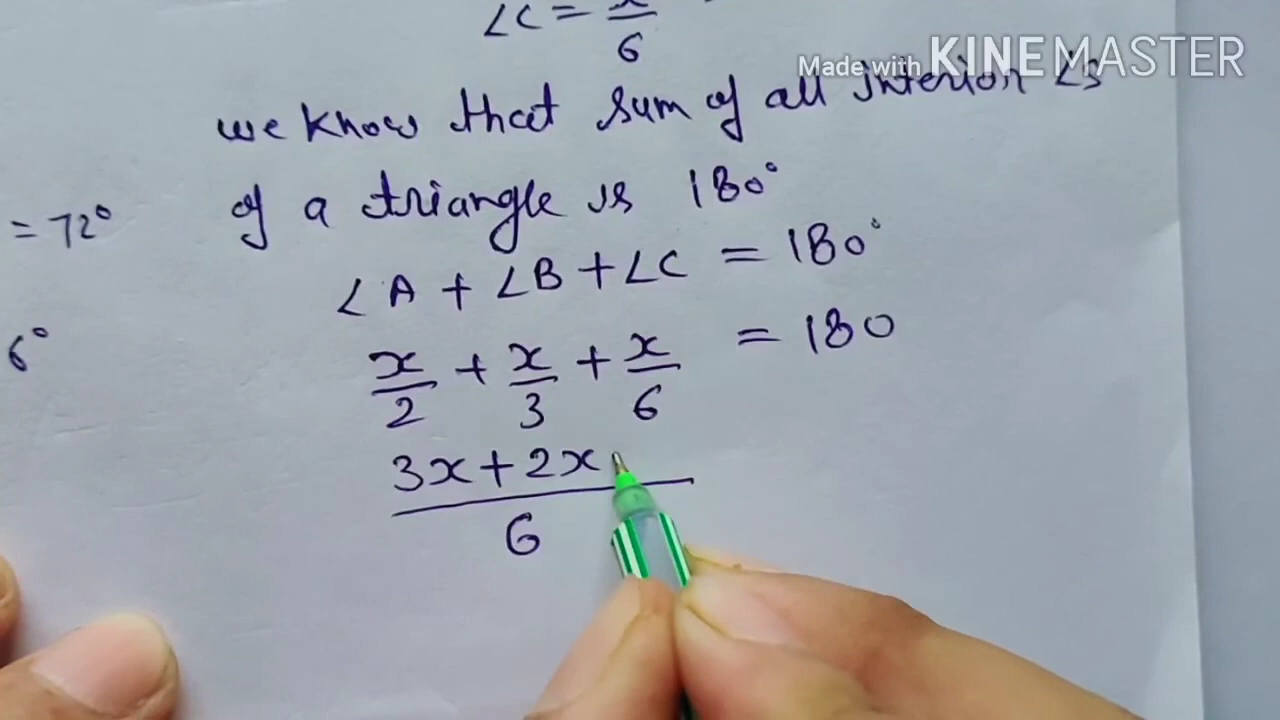 ∠C = x/6
Made with KINEMASTER
we know that sum of all interior ∠s
of a triangle is 180°
= 72°
∠A + ∠B + ∠C = 180°
6°
x/2 + x/3 + x/6 = 180
3x + 2x
6